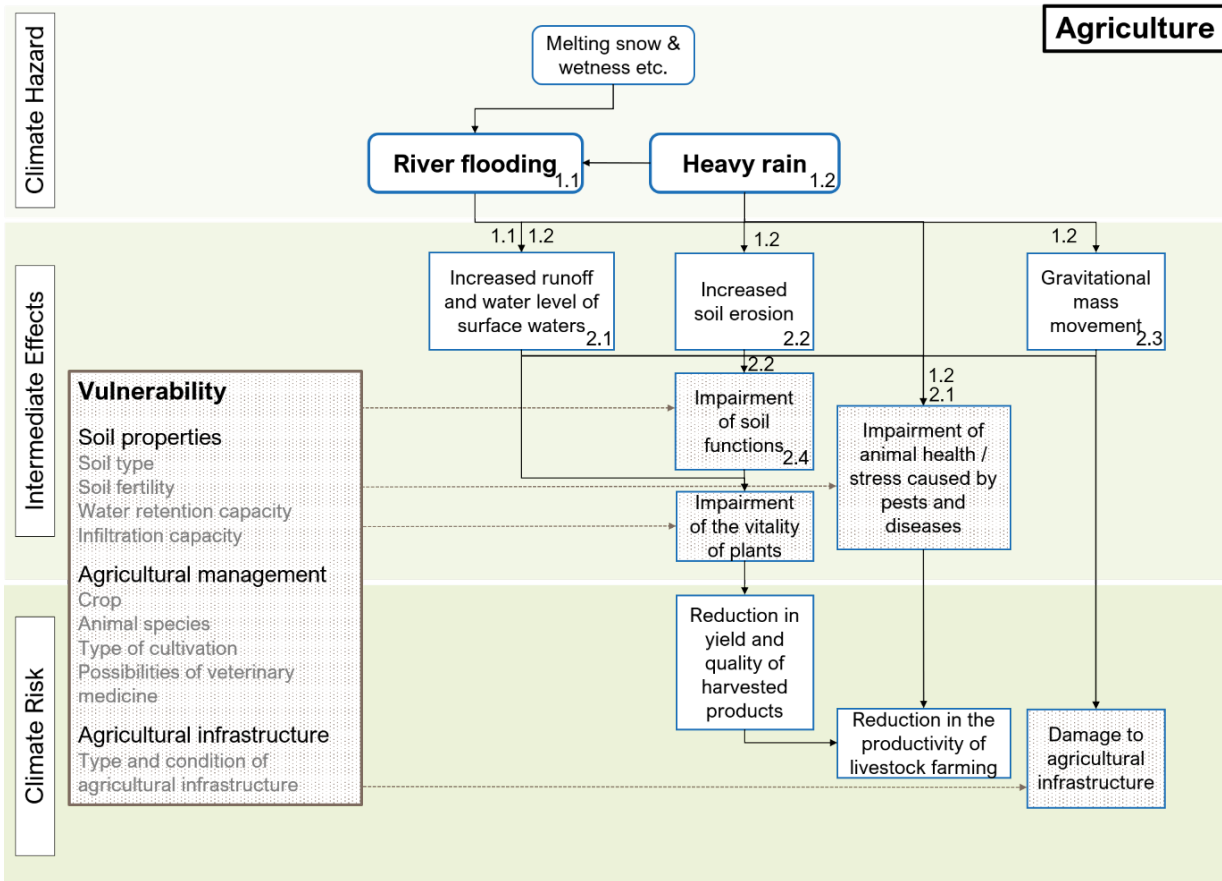 Agriculture
Climate Hazard
Melting snow &
wetness etc.
River flooding
1.1
Heavy rain
1.2
Intermediate Effects
1.1
1.2
1.2
1.2
Increased runoff
and water level of
surface waters
2.1
Increased
soil erosion
2.2
Gravitational
mass
movement
2.3
2.2
1.2
2.1
Impairment
of soil
functions
2.4
Impairment of
animal health /
stress caused by
pests and
diseases
Impairment
of the vitality
of plants
Vulnerability
Soil properties
Soil type
Soil fertility
Water retention capacity
Infiltration capacity
Agricultural management
Crop
Animal species
Type of cultivation
Possibilities of veterinary
medicine
Agricultural infrastructure
Type and condition of
agricultural infrastructure
Climate Risk
Reduction in
yield and
quality of
harvested
products
Reduction in the
productivity of
livestock farming
Damage to
agricultural
infrastructure